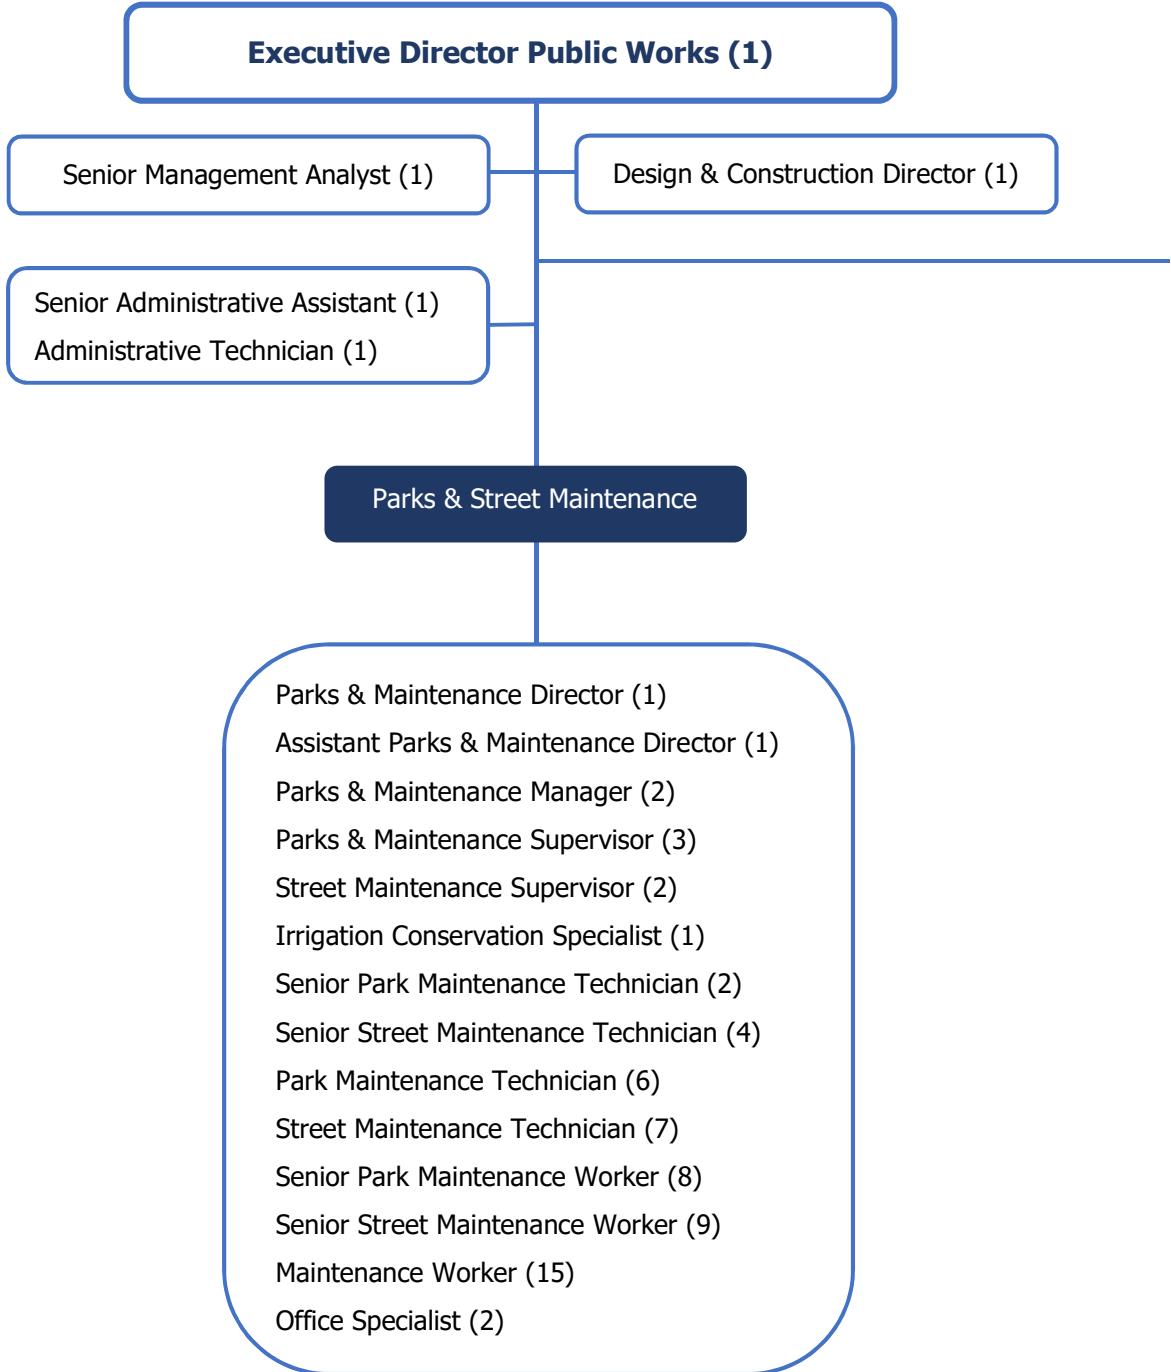 Executive Director Public Works (1)
Senior Management Analyst (1)
Design & Construction Director (1)
Senior Administrative Assistant (1)
Administrative Technician (1)
Parks & Street Maintenance
Parks & Maintenance Director (1)
Assistant Parks & Maintenance Director (1)
Parks & Maintenance Manager (2)
Parks & Maintenance Supervisor (3)
Street Maintenance Supervisor (2)
Irrigation Conservation Specialist (1)
Senior Park Maintenance Technician (2)
Senior Street Maintenance Technician (4)
Park Maintenance Technician (6)
Street Maintenance Technician (7)
Senior Park Maintenance Worker (8)
Senior Street Maintenance Worker (9)
Maintenance Worker (15)
Office Specialist (2)